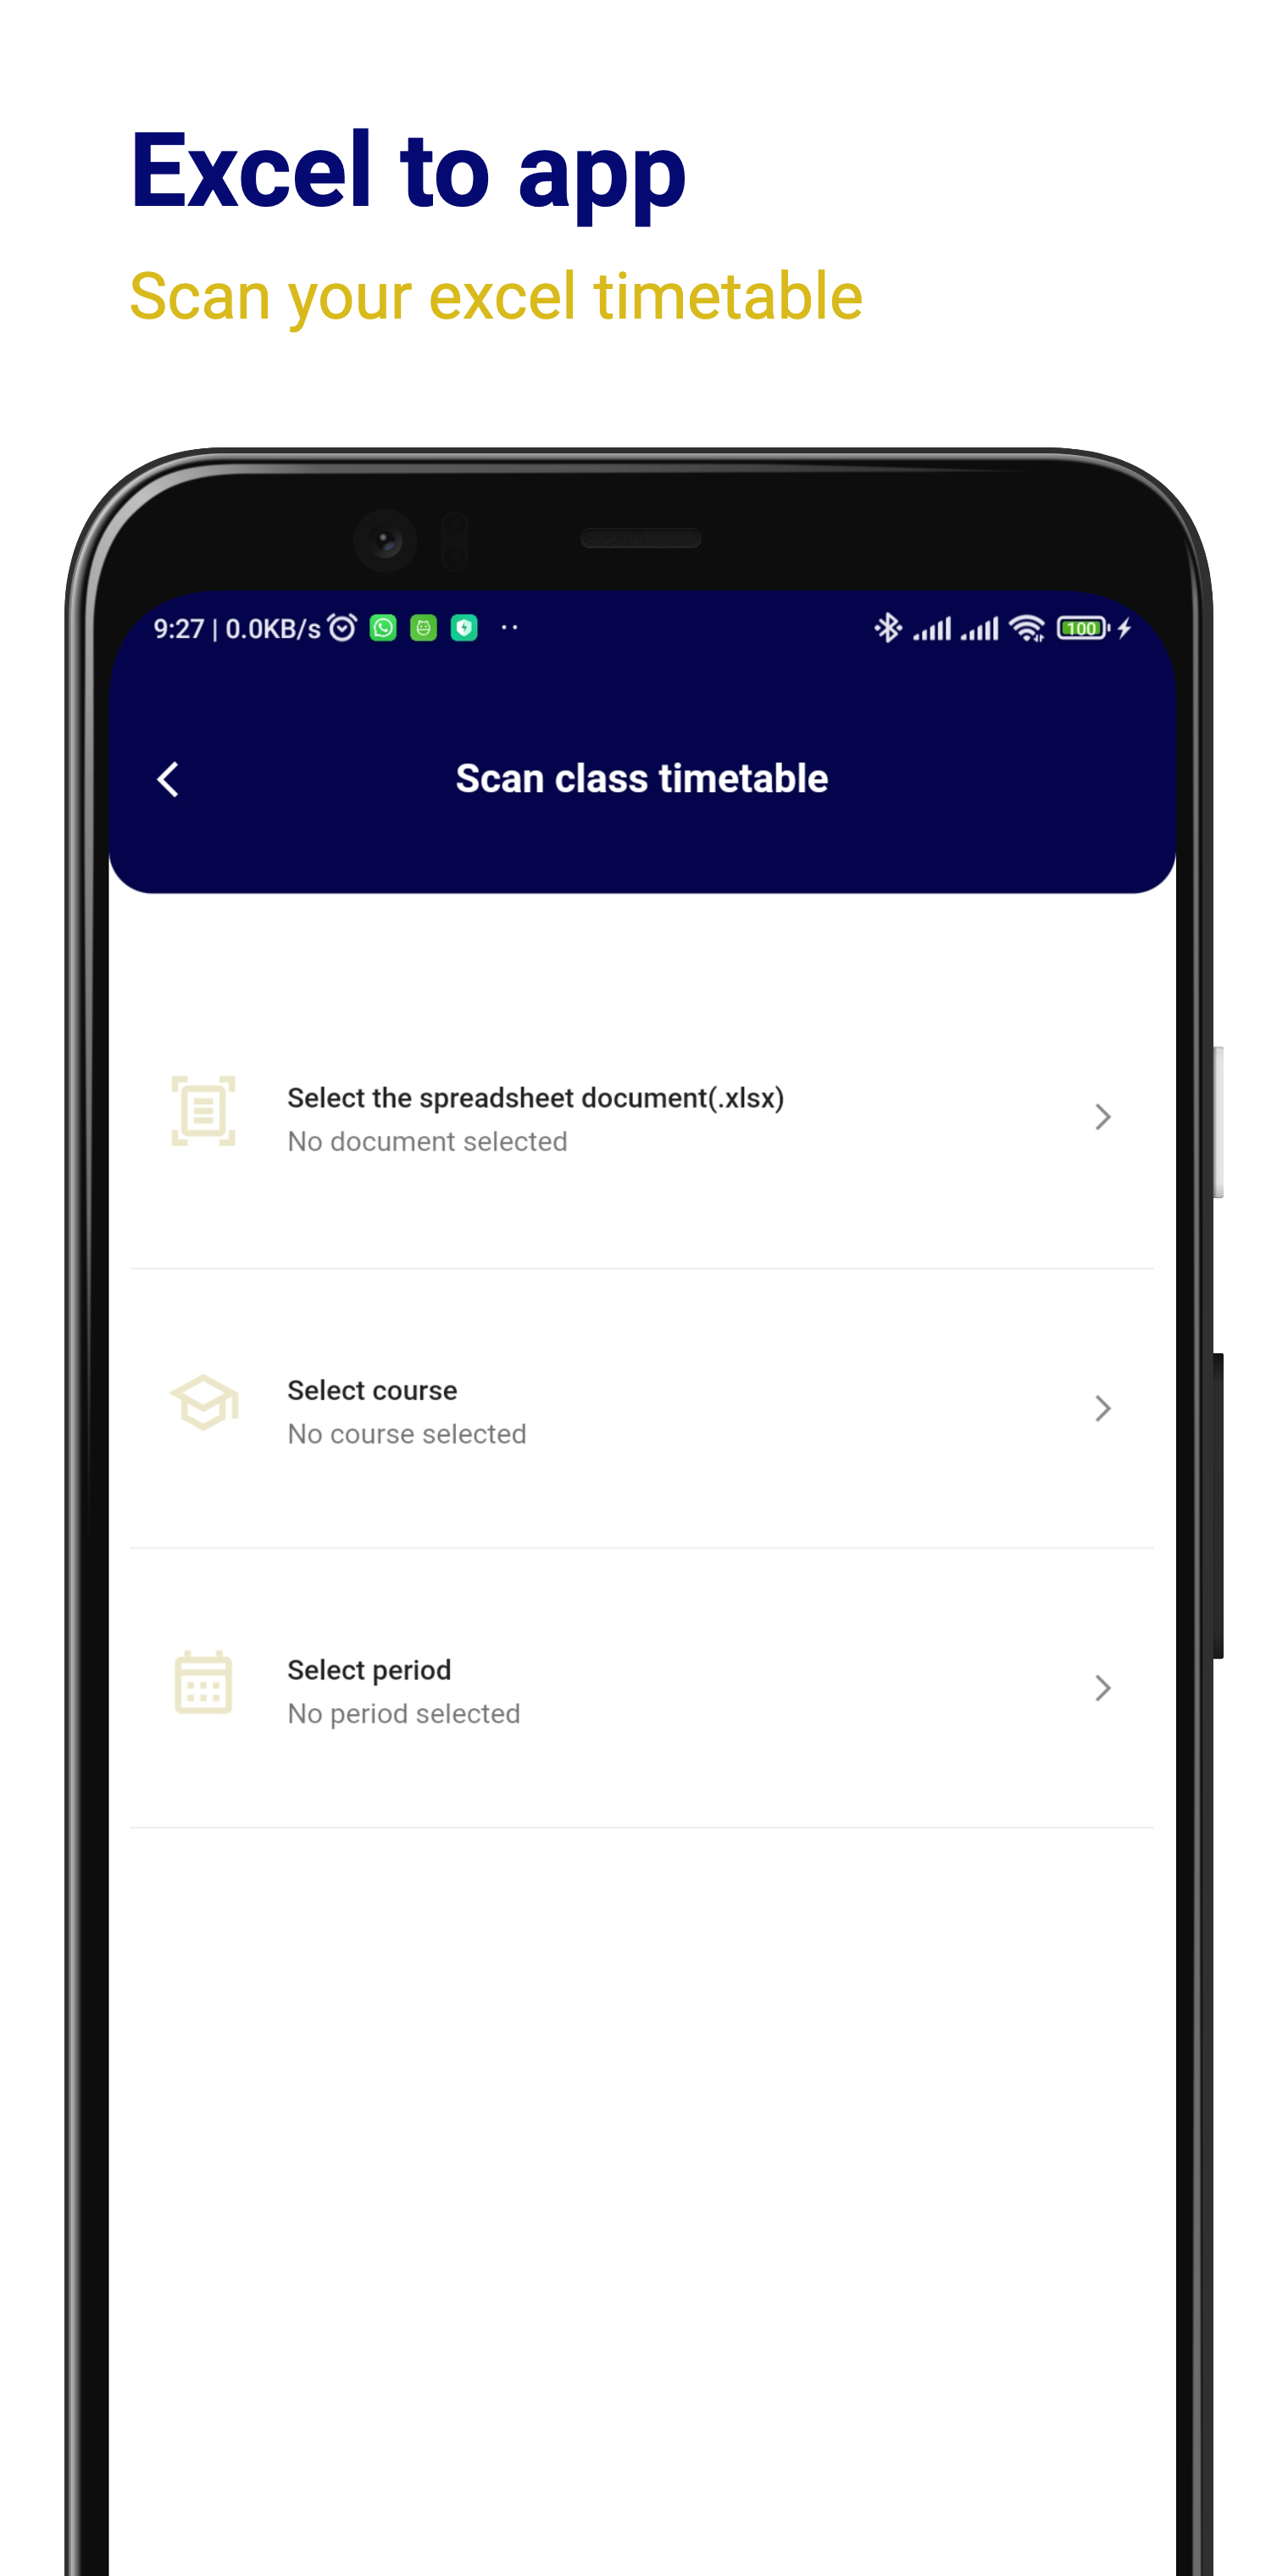 Excel to app
Scan your excel timetable
9:27 | 0.0KB/s
100
Scan class timetable
Select the spreadsheet document(.xlsx)
No document selected
Select course
No course selected
Select period
No period selected